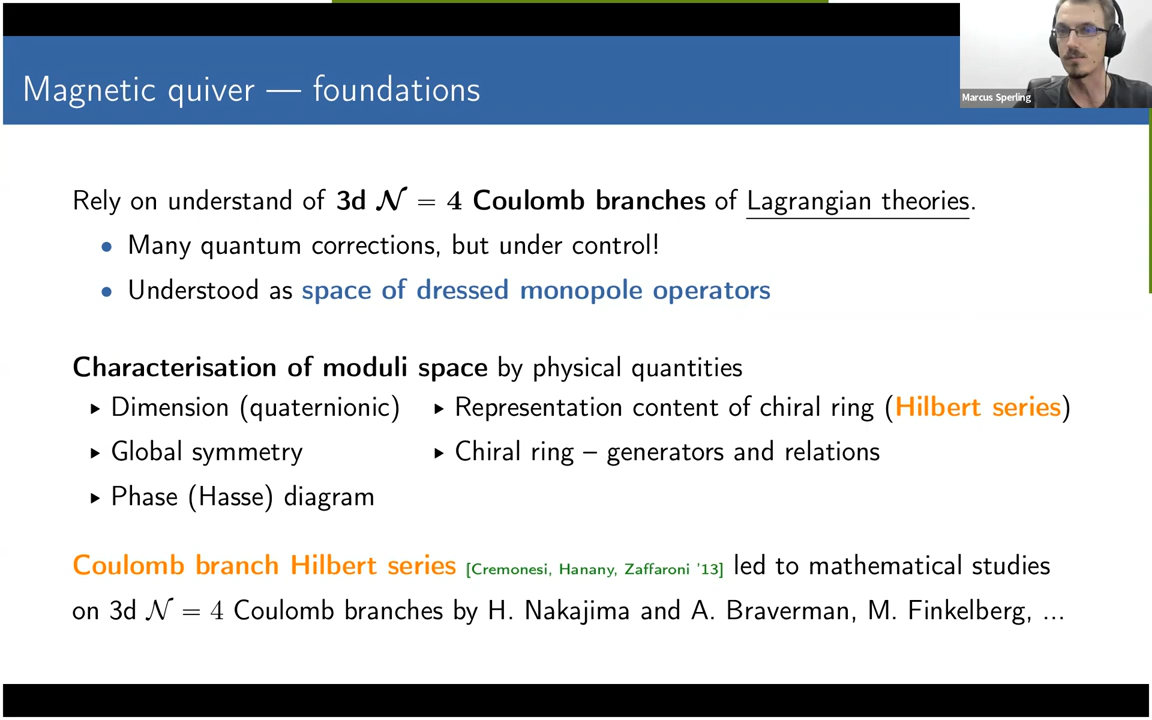 Magnetic quiver — foundations
Marcus Sperling
Rely on understand of 3d 𝒩 = 4 Coulomb branches of Lagrangian theories.
• Many quantum corrections, but under control!
• Understood as space of dressed monopole operators
Characterisation of moduli space by physical quantities
▸ Dimension (quaternionic)
▸ Global symmetry
▸ Phase (Hasse) diagram
▸ Representation content of chiral ring (Hilbert series)
▸ Chiral ring – generators and relations
Coulomb branch Hilbert series [Cremonesi, Hanany, Zaffaroni '13] led to mathematical studies
on 3d 𝒩 = 4 Coulomb branches by H. Nakajima and A. Braverman, M. Finkelberg, ...